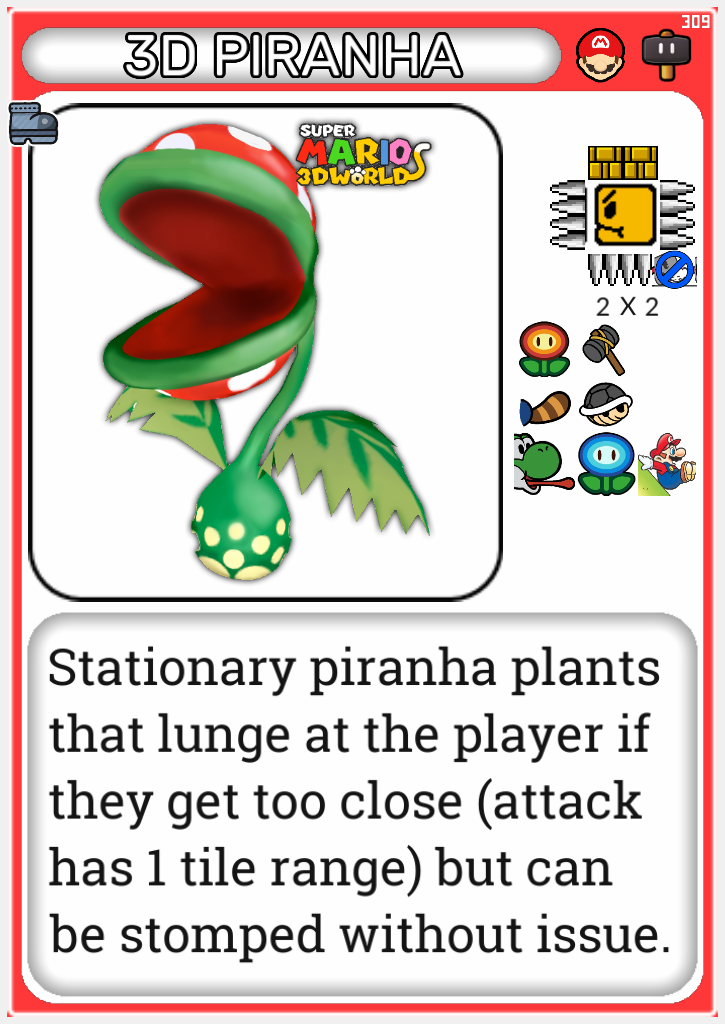 309
3D PIRANHA
SUPER
MARIO
3DWORLD
2 X 2
Stationary piranha plants
that lunge at the player if
they get too close (attack
has 1 tile range) but can
be stomped without issue.